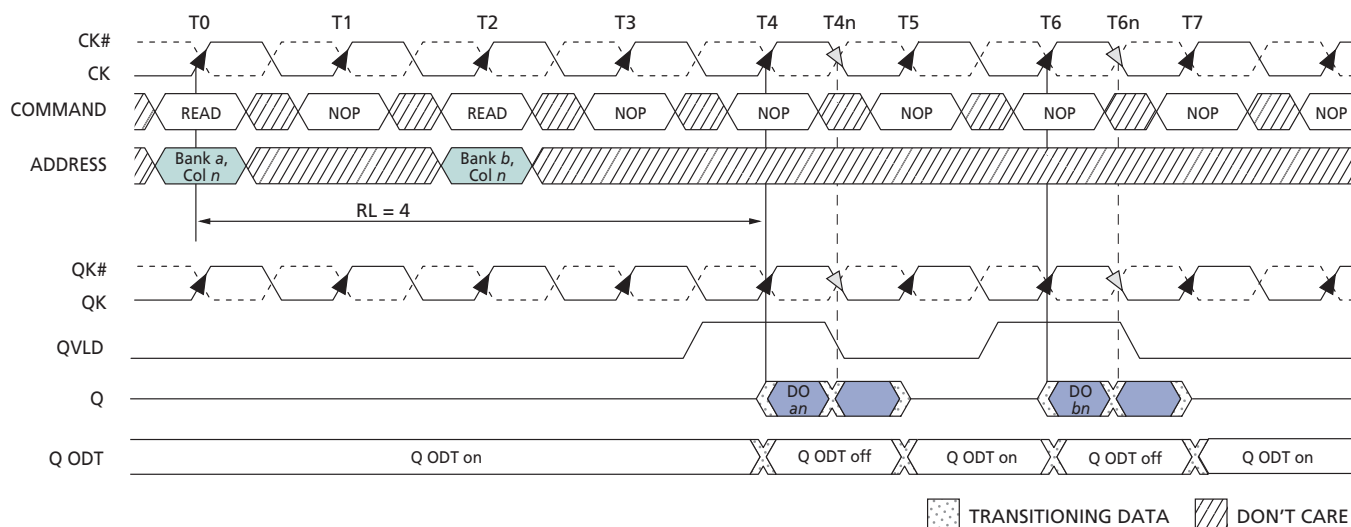 T0 T1 T2 T3 T4 T4n T5 T6 T6n T7
CK#
CK
COMMAND READ NOP READ NOP NOP NOP NOP NOP NOP
ADDRESS Bank a, Col n Bank b, Col n
RL = 4
QK#
QK
QVLD
Q DO an DO bn
Q ODT Q ODT on Q ODT off Q ODT on Q ODT off Q ODT on
TRANSITIONING DATA DON'T CARE